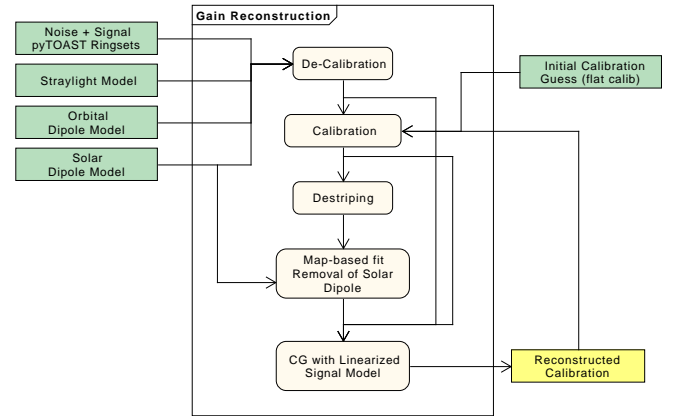 Gain Reconstruction
Noise + Signal
pyTOAST Ringsets
Straylight Model
Orbital
Dipole Model
Solar
Dipole Model
De-Calibration
Initial Calibration
Guess (flat calib)
Calibration
Destriping
Map-based fit
Removal of Solar
Dipole
CG with Linearized
Signal Model
Reconstructed
Calibration